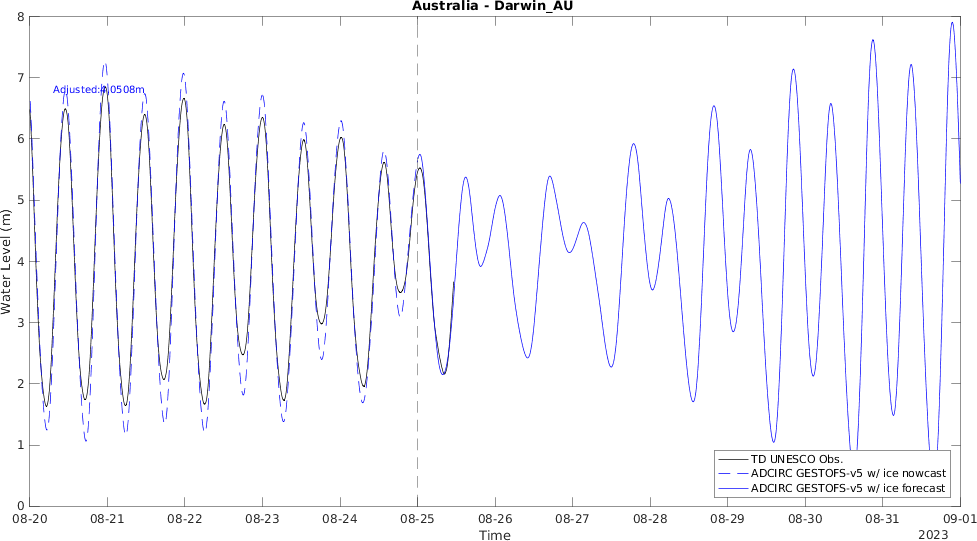 Australia - Darwin_AU
8
7
6
5
4
3
2
1
0
Water Level (m)
Adjusted:4.0508m
TD UNESCO Obs.
ADCIRC GESTOFS-v5 w/ ice nowcast
ADCIRC GESTOFS-v5 w/ ice forecast
08-20 08-21 08-22 08-23 08-24 08-25 08-26 08-27 08-28 08-29 08-30 08-31 09-01
Time
2023